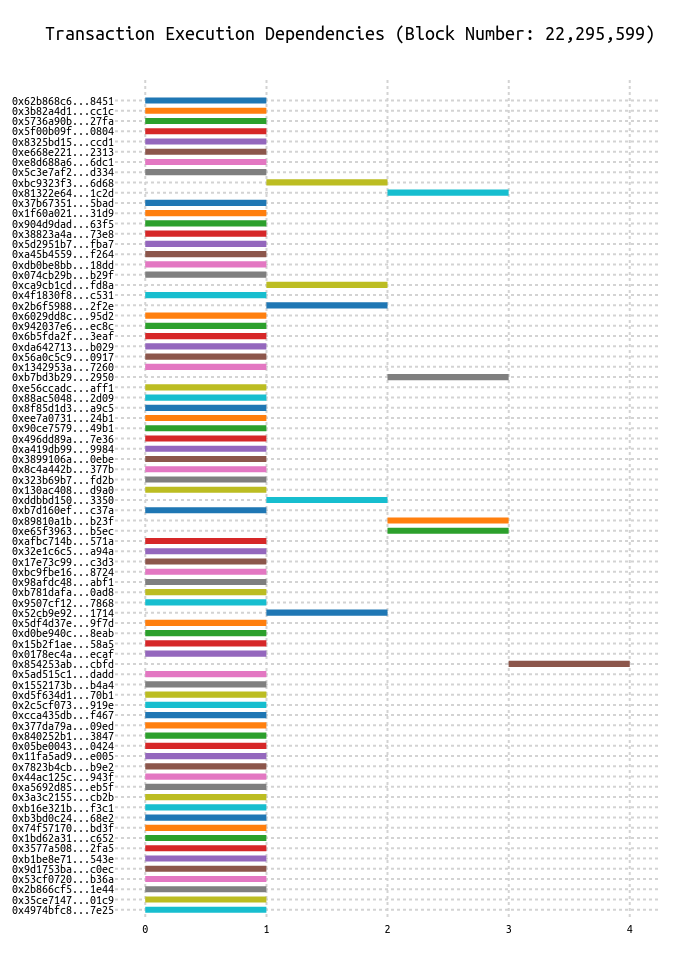 Transaction Execution Dependencies (Block Number: 22,295,599)
0x62b868c6...8451
0x3b82a4d1...cc1c
0x5736a90b...27fa
0x5f00b09f...0804
0x8325bd15...ccd1
0xe668e221...2313
0xe8d688a6...6dc1
0x5c3e7af2...d334
0xbc9323f3...6d68
0x81322e64...1c2d
0x37b67351...5bad
0x1f60a021...31d9
0x904d9dad...63f5
0x38823a4a...73e8
0x5d2951b7...fba7
0xa45b4559...f264
0xdb0be8bb...18dd
0x074cb29b...b29f
0xca9cb1cd...fd8a
0x4f1830f8...c531
0x2b6f5988...2f2e
0x6029dd8c...95d2
0x942037e6...ec8c
0x6b5fda2f...3eaf
0xda642713...b029
0x56a0c5c9...0917
0x1342953a...7260
0xb7bd3b29...2950
0xe56ccadc...aff1
0x88ac5048...2d09
0x8f85d1d3...a9c5
0xee7a0731...24b1
0x90ce7579...49b1
0x496dd89a...7e36
0xa419db99...9984
0x3899106a...0ebe
0x8c4a442b...377b
0x323b69b7...fd2b
0x130ac408...d9a0
0xddbbd150...3350
0xb7d160ef...c37a
0x89810a1b...b23f
0xe65f3963...b5ec
0xafbc714b...571a
0x32e1c6c5...a94a
0x17e73c99...c3d3
0xbc9fbe16...8724
0x98afdc48...abf1
0xb781dafa...0ad8
0x9507cf12...7868
0x52cb9e92...1714
0x5df4d37e...9f7d
0xd0be940c...8eab
0x15b2f1ae...58a5
0x0178ec4a...ecaf
0x854253ab...cbfd
0x5ad515c1...dadd
0x1552173b...b4a4
0xd5f634d1...70b1
0x2c5cf073...919e
0xcca435db...f467
0x377da79a...09ed
0x840252b1...3847
0x05be0043...0424
0x11fa5ad9...e005
0x7823b4cb...b9e2
0x44ac125c...943f
0xa5692d85...eb5f
0x3a3c2155...cb2b
0xb16e321b...f3c1
0xb3bd0c24...68e2
0x74f57170...bd3f
0x1bd62a31...c652
0x3577a508...2fa5
0xb1be8e71...543e
0x9d1753ba...c0ec
0x53cf0720...b36a
0x2b866cf5...1e44
0x35ce7147...01c9
0x4974bfc8...7e25
0 1 2 3 4